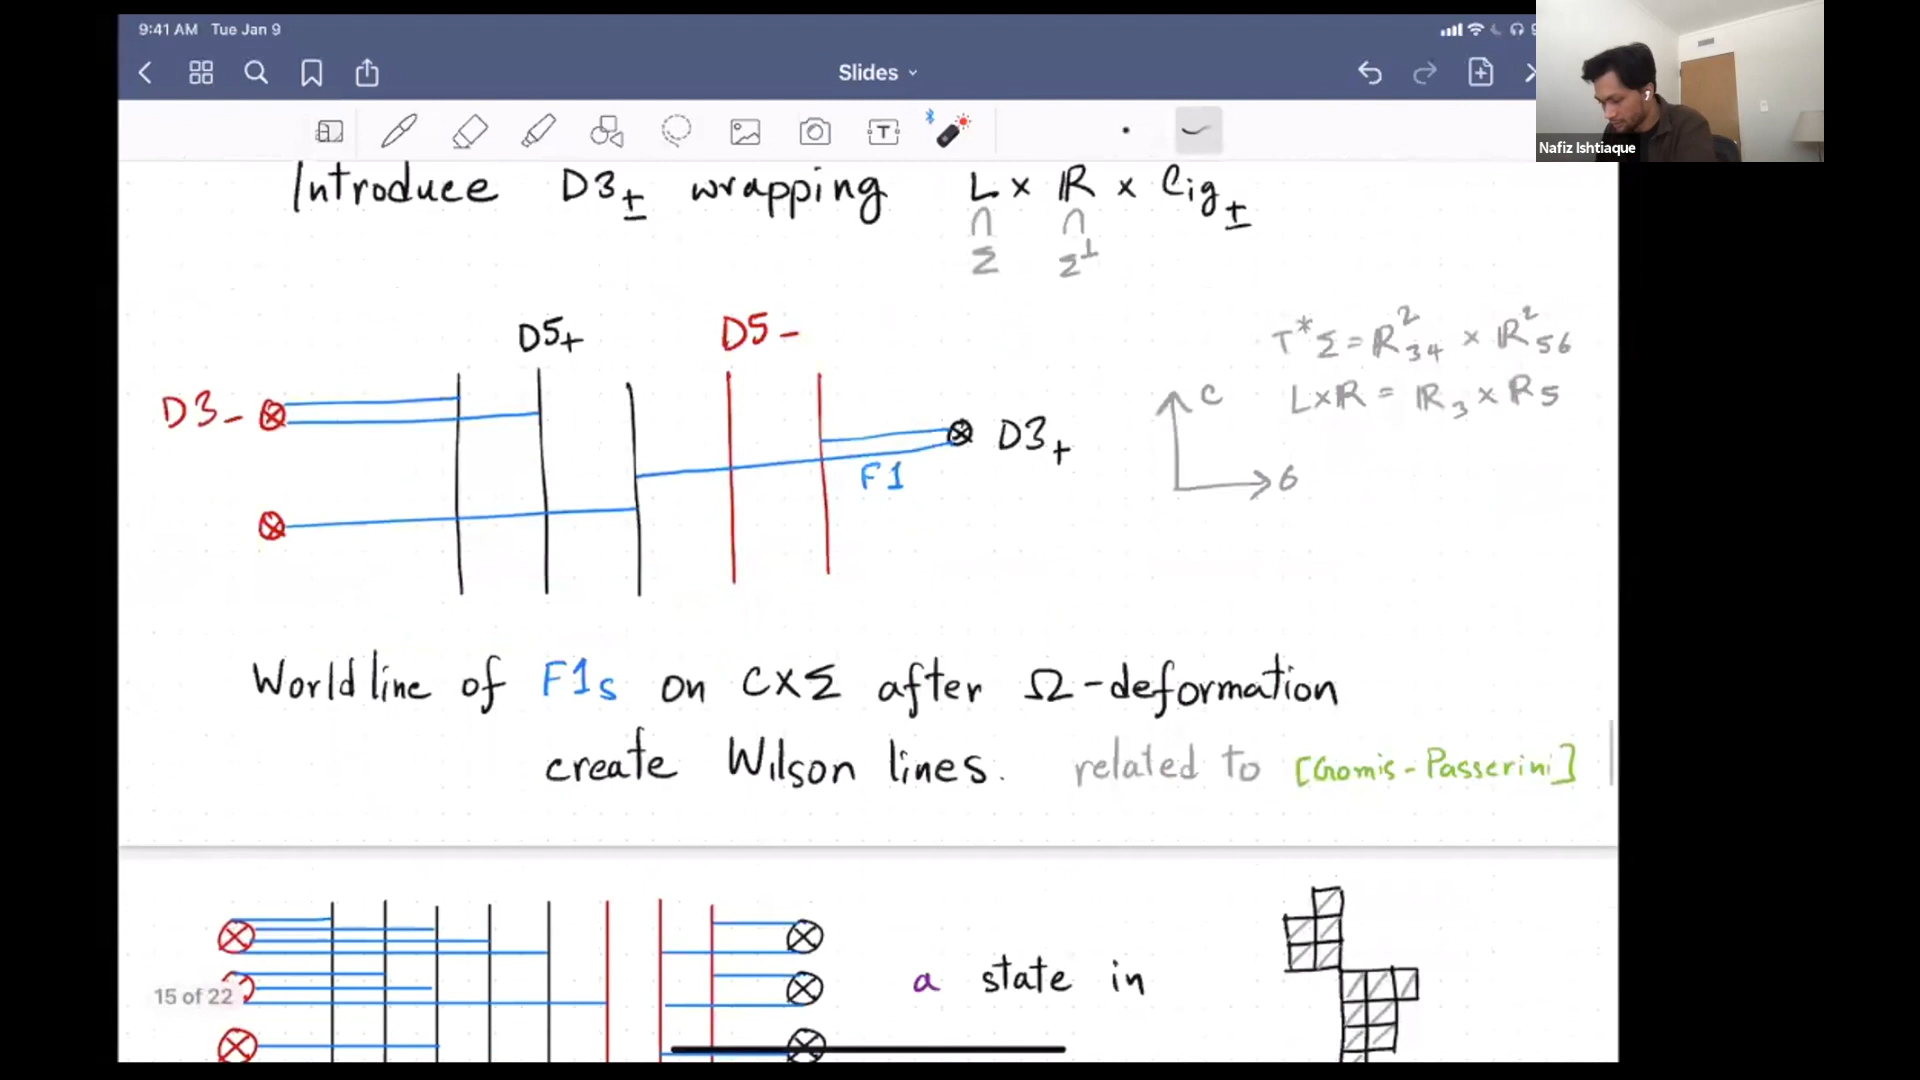 9:41 AM Tue Jan 9
Slides
Nafiz Ishtiaque
Introduce D3± wrapping L × ℝ × Cig±
∩ ∩
Σ Σ⊥
D5+ D5-
T*Σ = ℝ²₃₄ × ℝ²₅₆
L×ℝ = ℝ₃ × ℝ₅
C
6
D3- D3+
F1
World line of F1s on C×Σ after Ω-deformation
create Wilson lines. related to [Gomis-Passerini]
a state in
15 of 22